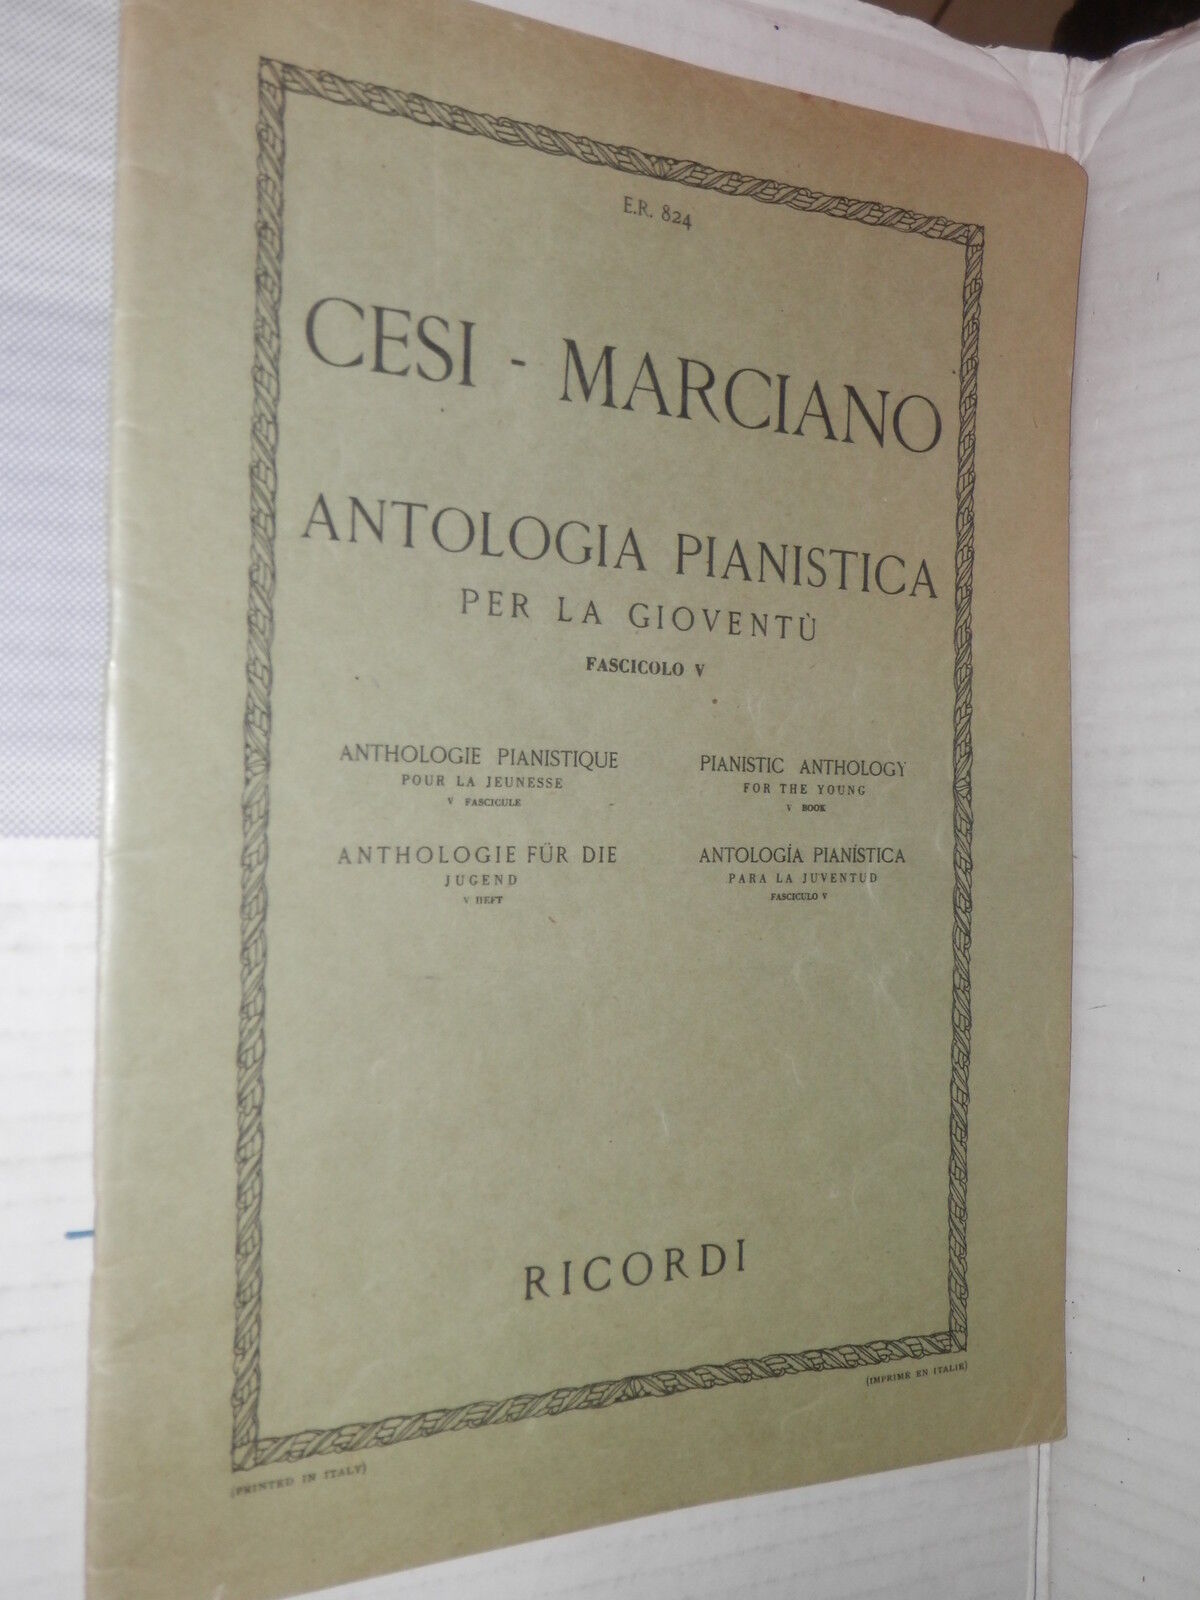 E.R. 824
CESI - MARCIANO
ANTOLOGIA PIANISTICA
PER LA GIOVENTÙ
FASCICOLO V
ANTHOLOGIE PIANISTIQUE
POUR LA JEUNESSE
V FASCICULE
PIANISTIC ANTHOLOGY
FOR THE YOUNG
V BOOK
ANTHOLOGIE FÜR DIE
JUGEND
V HEFT
ANTOLOGÍA PIANÍSTICA
PARA LA JUVENTUD
FASCICULO V
RICORDI
(PRINTED IN ITALY)
(IMPRIMÉ EN ITALIE)